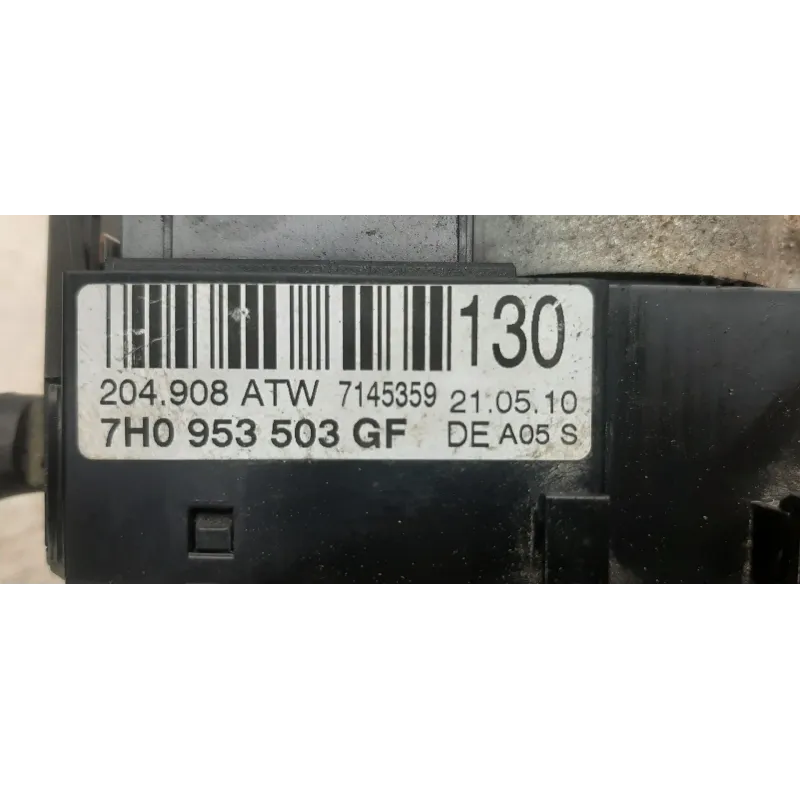 130
204.908 ATW 7145359 21.05.10
7H0 953 503 GF DE A05 S